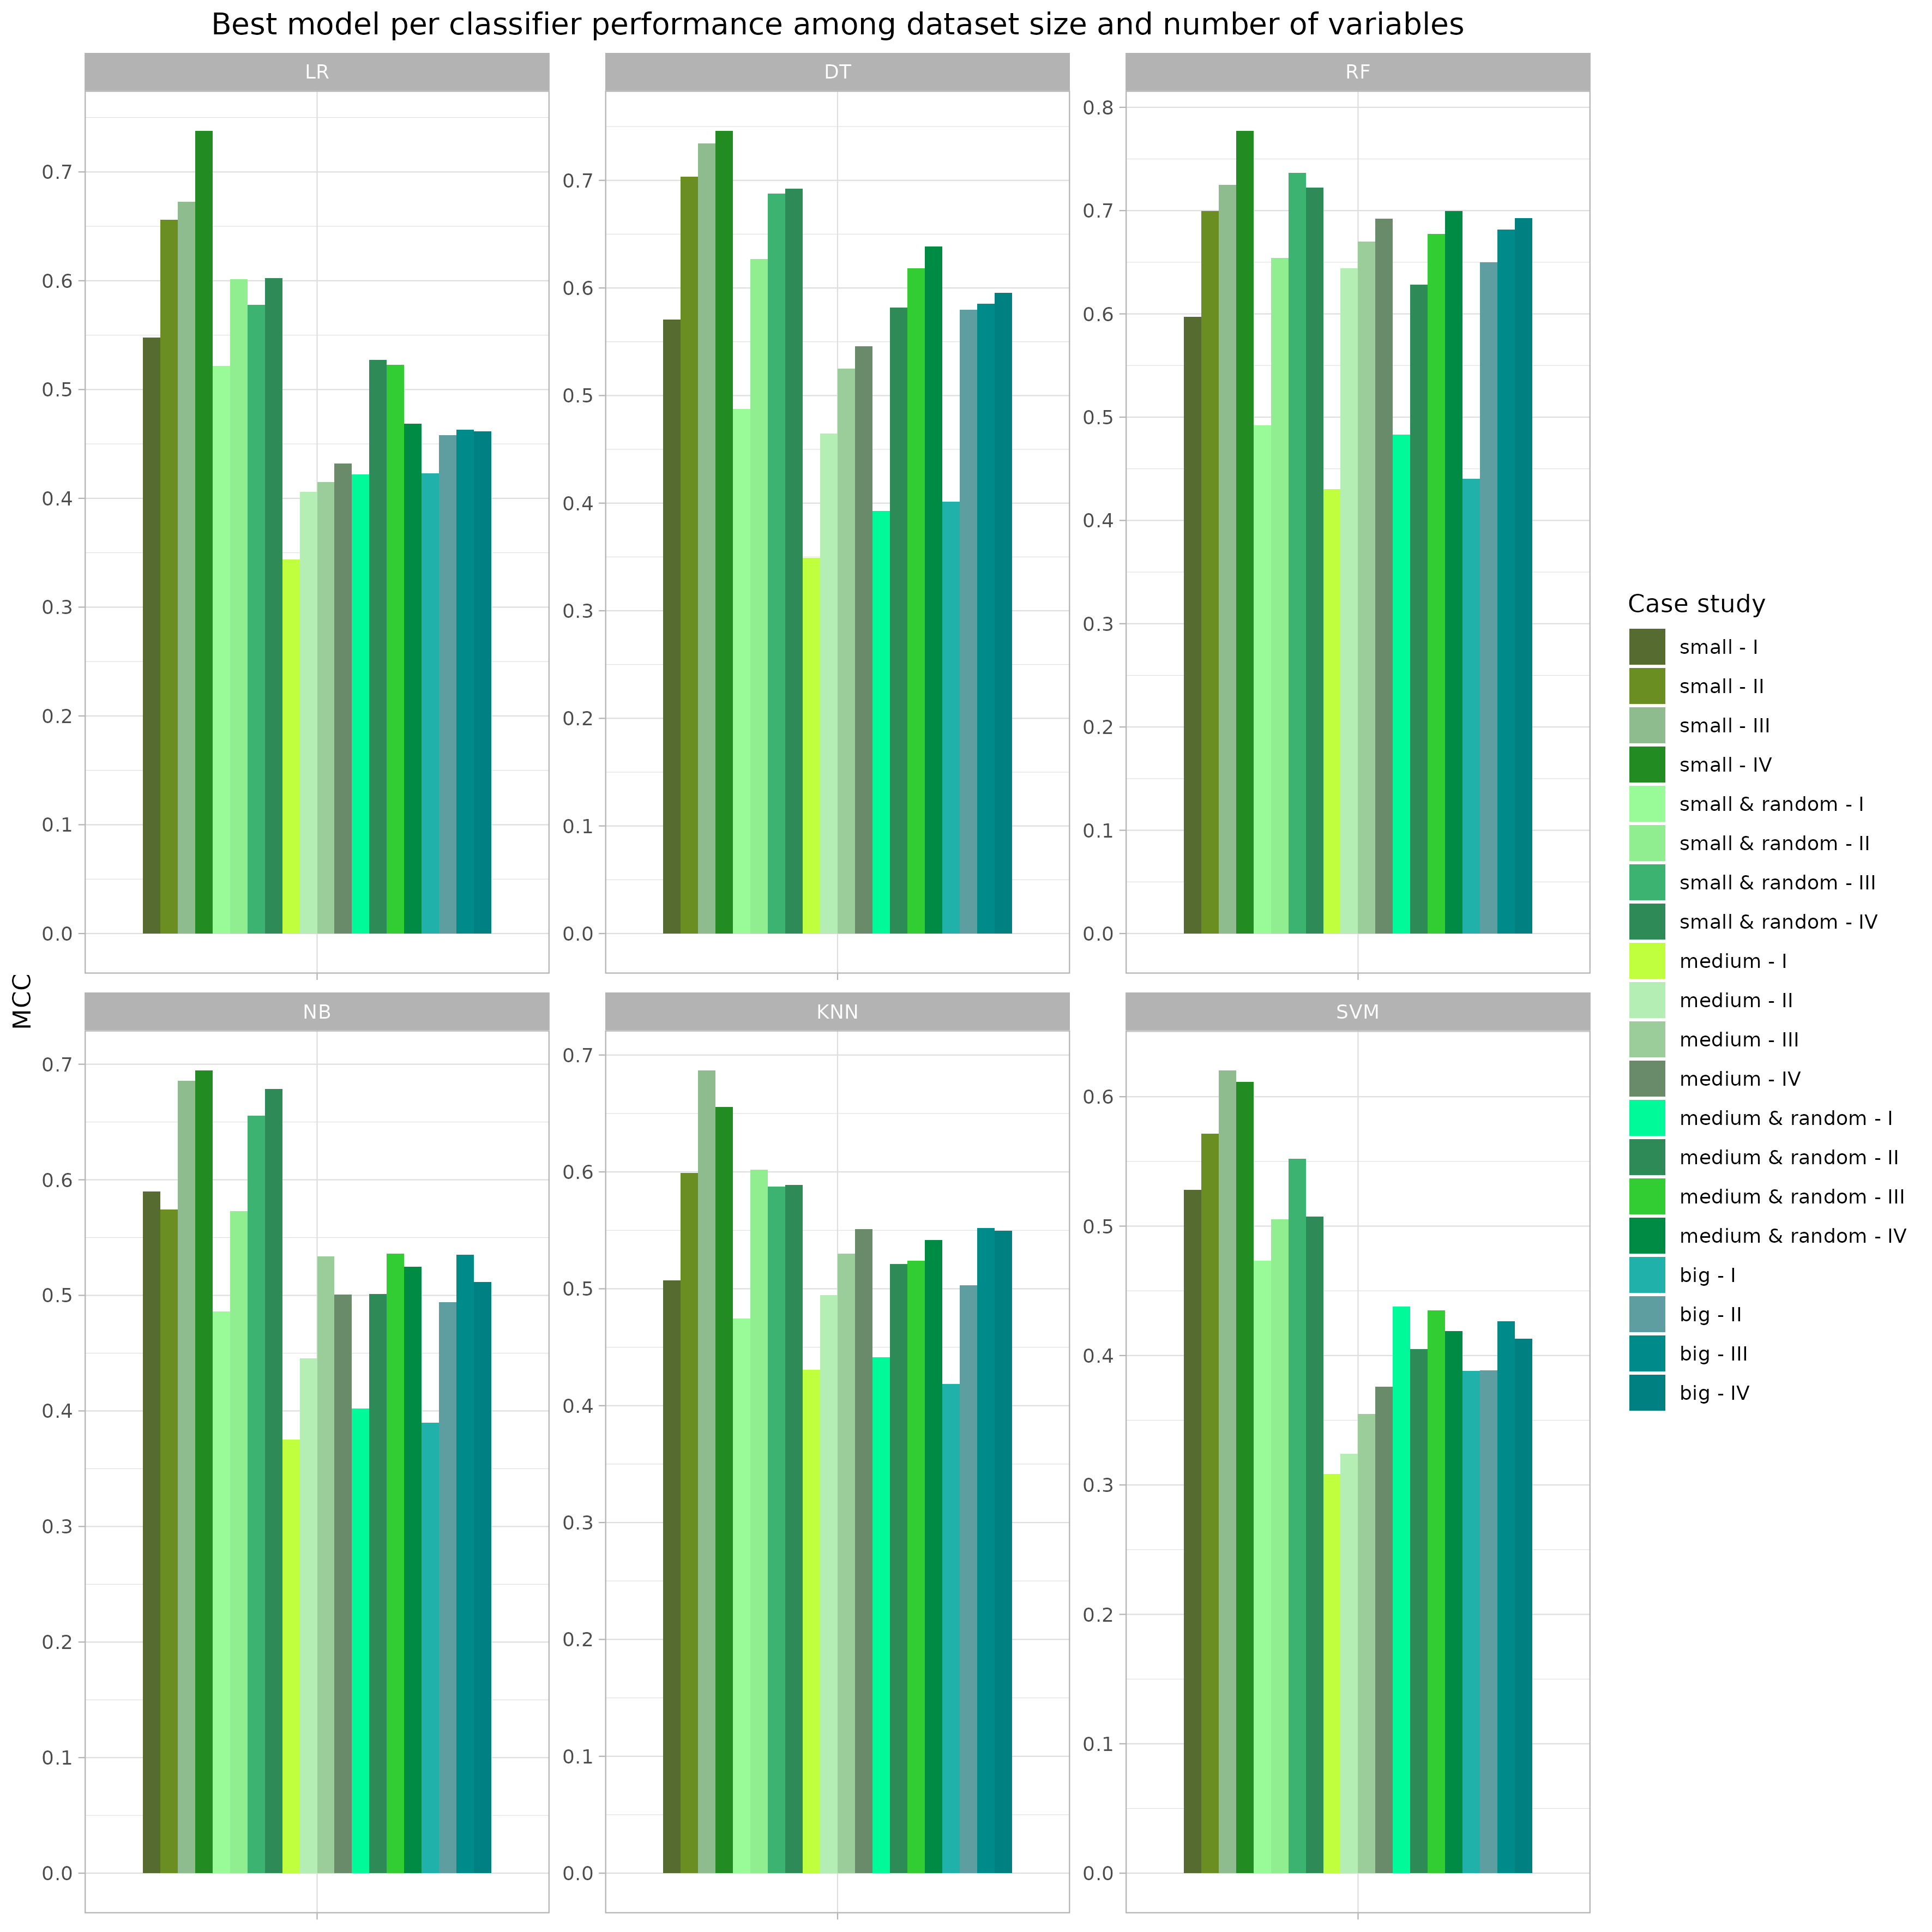 Best model per classifier performance among dataset size and number of variables
LR
DT
RF
0.7
0.6
0.5
0.4
0.3
0.2
0.1
0.0
0.7
0.6
0.5
0.4
0.3
0.2
0.1
0.0
0.8
0.7
0.6
0.5
0.4
0.3
0.2
0.1
0.0
MCC
NB
KNN
SVM
0.7
0.6
0.5
0.4
0.3
0.2
0.1
0.0
0.7
0.6
0.5
0.4
0.3
0.2
0.1
0.0
0.6
0.5
0.4
0.3
0.2
0.1
0.0
Case study
small - I
small - II
small - III
small - IV
small & random - I
small & random - II
small & random - III
small & random - IV
medium - I
medium - II
medium - III
medium - IV
medium & random - I
medium & random - II
medium & random - III
medium & random - IV
big - I
big - II
big - III
big - IV